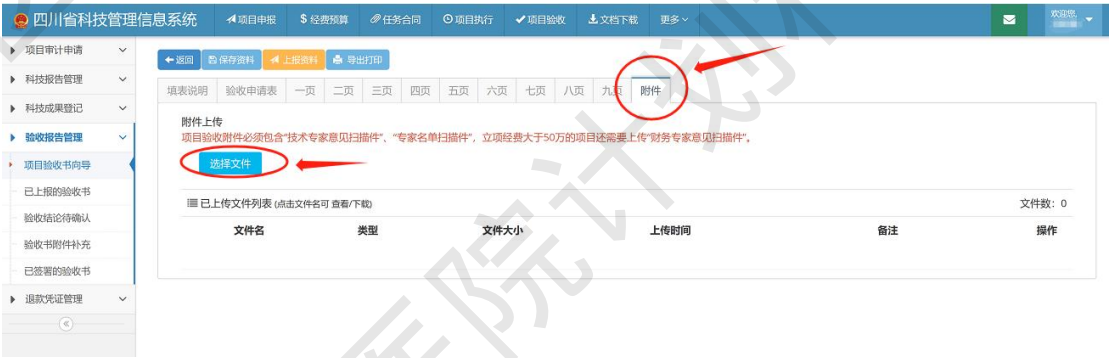 四川省科技管理信息系统 项目申报 $ 经费预算 任务合同 项目执行 项目验收 文档下载 更多 欢迎您,
项目审计申请
科技报告管理
科技成果登记
验收报告管理
项目验收书向导
已上报的验收书
验收结论待确认
验收书附件补充
已签署的验收书
退款凭证管理
返回 保存资料 上报资料 导出打印
填表说明 验收申请表 一页 二页 三页 四页 五页 六页 七页 八页 九页 附件
附件上传
项目验收附件必须包含“技术专家意见扫描件”、“专家名单扫描件”，立项经费大于50万的项目还需要上传“财务专家意见扫描件”。
选择文件
已上传文件列表 (点击文件名可 查看/下载) 文件数：0
文件名 类型 文件大小 上传时间 备注 操作
医院计划